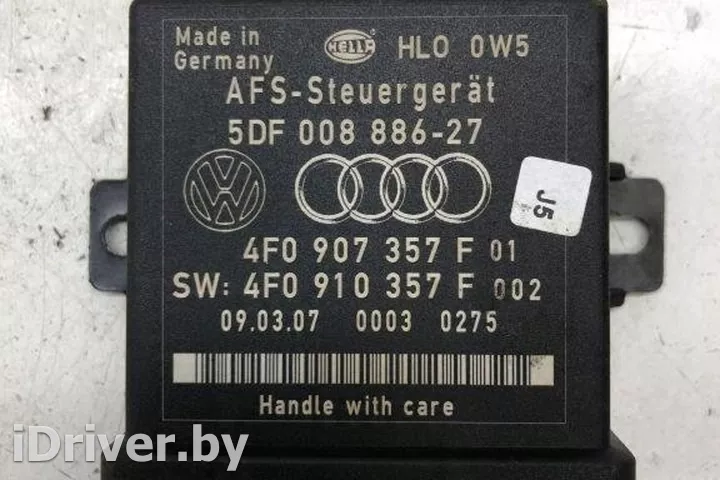 Made in
Germany
HELLA
HLO 0W5
AFS-Steuergerät
5DF 008 886-27
J5
4F0 907 357 F 01
SW: 4F0 910 357 F 002
09.03.07 0003 0275
Handle with care
iDriver.by